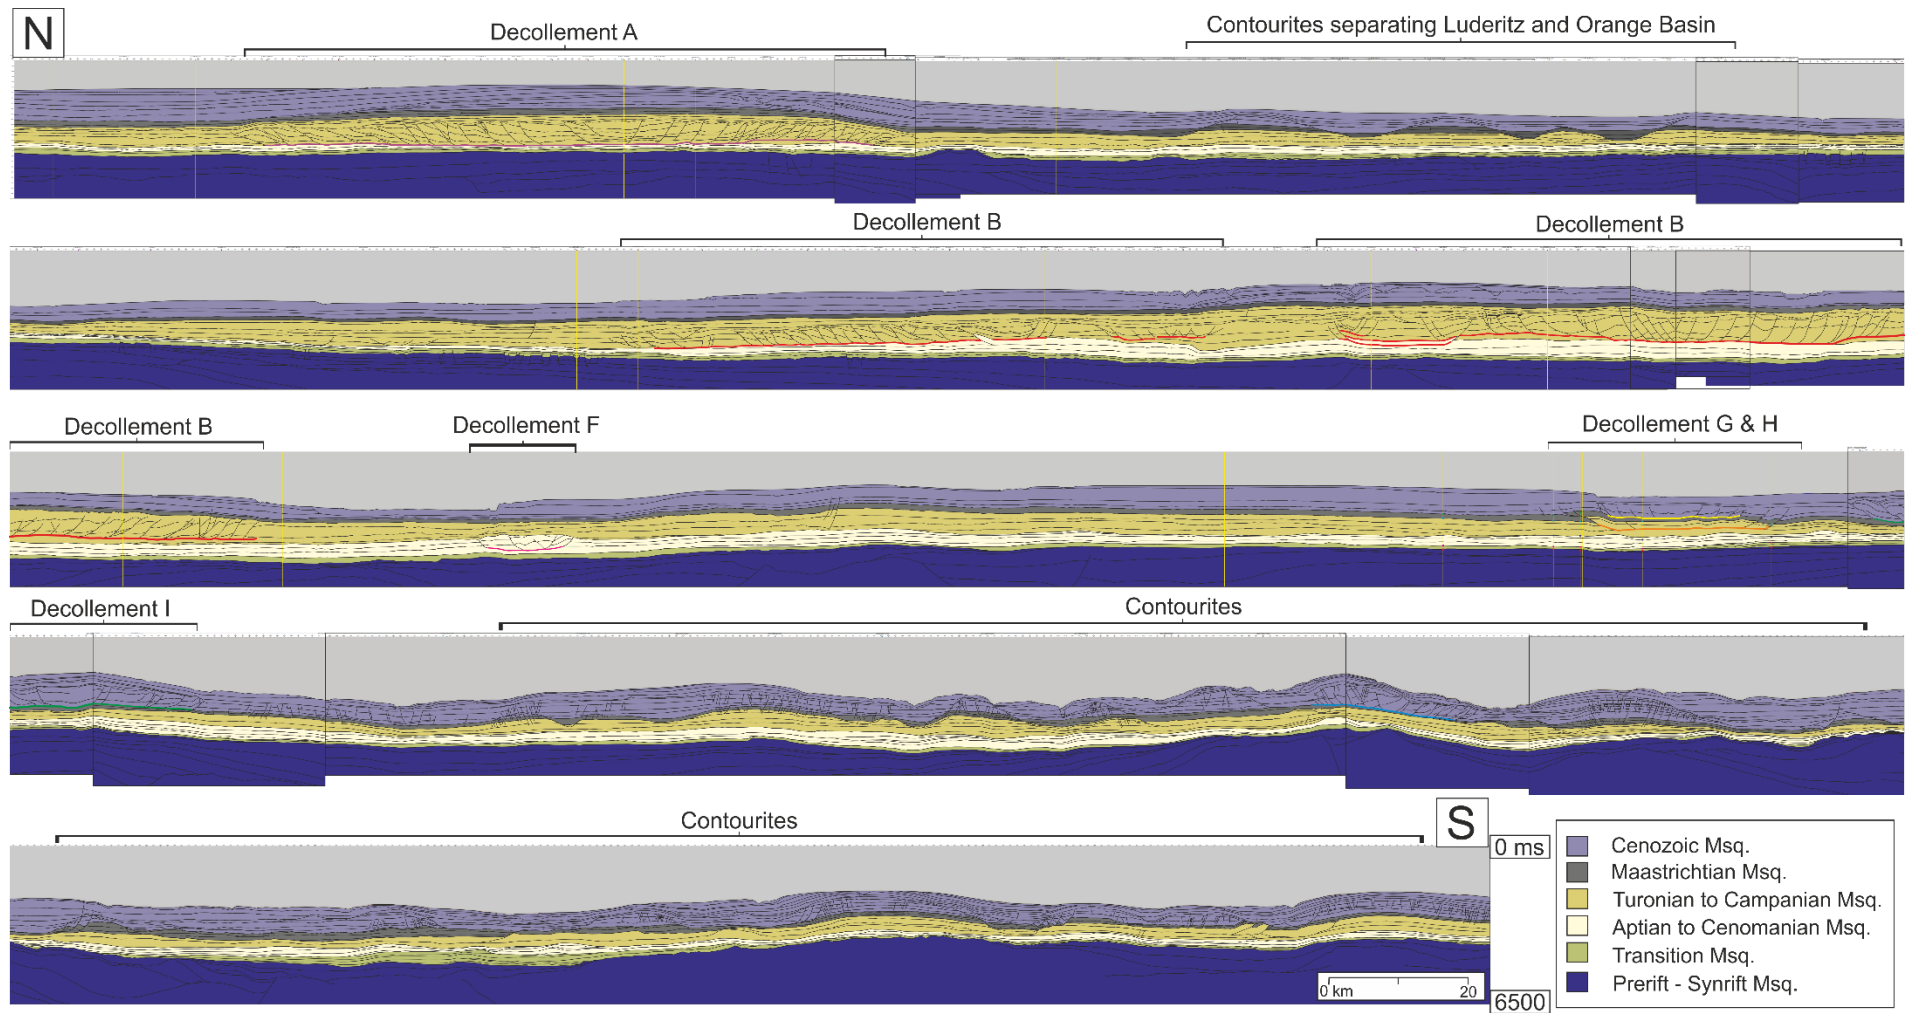 N
Decollement A
Contourites separating Luderitz and Orange Basin
Decollement B
Decollement B
Decollement B
Decollement F
Decollement G & H
Decollement I
Contourites
Contourites
S
0 ms
6500
0 km
20
Cenozoic Msq.
Maastrichtian Msq.
Turonian to Campanian Msq.
Aptian to Cenomanian Msq.
Transition Msq.
Prerift - Synrift Msq.